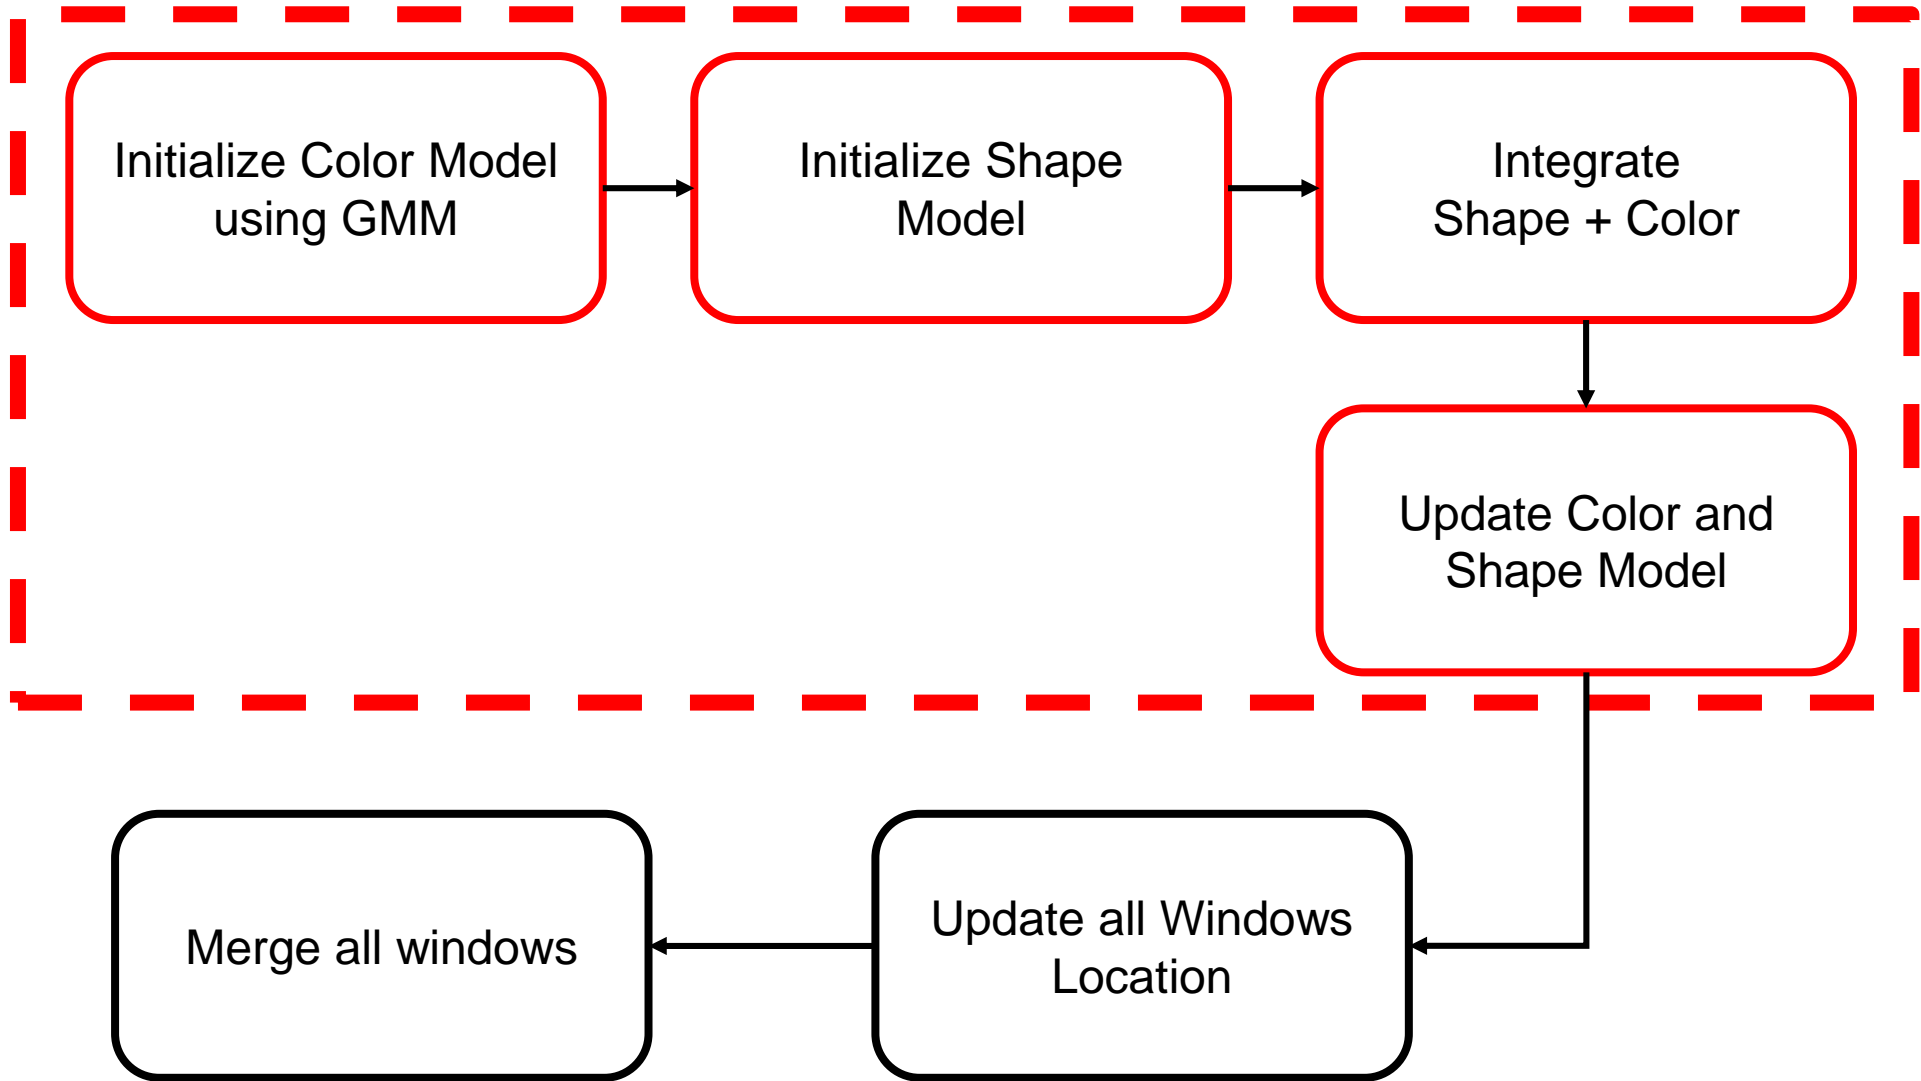 Initialize Color Model
using GMM
Initialize Shape
Model
Integrate
Shape + Color
Update Color and
Shape Model
Update all Windows
Location
Merge all windows